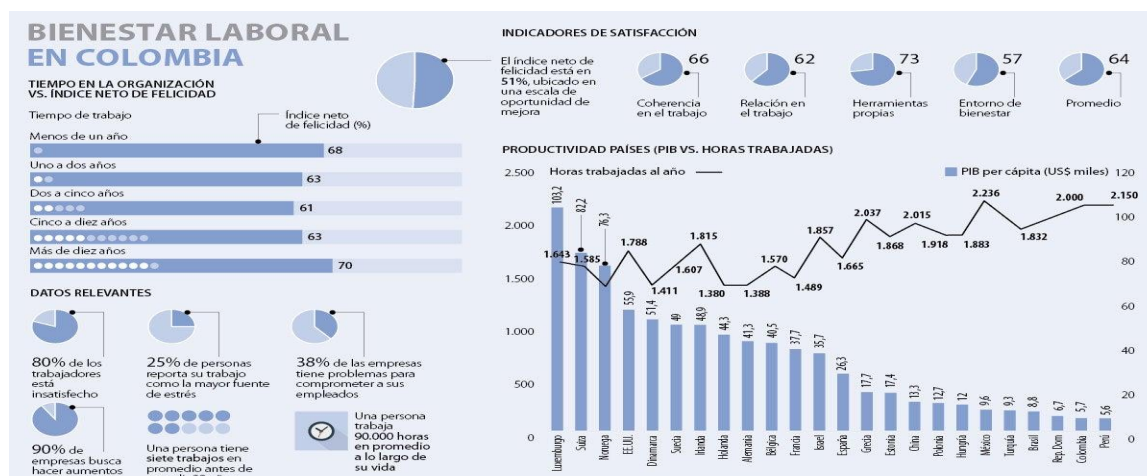 BIENESTAR LABORAL
EN COLOMBIA
TIEMPO EN LA ORGANIZACIÓN
VS. ÍNDICE NETO DE FELICIDAD
Tiempo de trabajo
Índice neto
de felicidad (%)
Menos de un año
68
Uno a dos años
63
Dos a cinco años
61
Cinco a diez años
63
Más de diez años
70
El índice neto de
felicidad está en
51%, ubicado en
una escala de
oportunidad de
mejora
DATOS RELEVANTES
80% de los
trabajadores
está
insatisfecho
25% de personas
reporta su trabajo
como la mayor fuente
de estrés
38% de las empresas
tiene problemas para
comprometer a sus
empleados
90% de
empresas busca
hacer aumentos
Una persona tiene
siete trabajos en
promedio antes de
Una persona
trabaja
90.000 horas
en promedio
a lo largo de
su vida
INDICADORES DE SATISFACCIÓN
66
Coherencia
en el trabajo
62
Relación en
el trabajo
73
Herramientas
propias
57
Entorno de
bienestar
64
Promedio
PRODUCTIVIDAD PAÍSES (PIB VS. HORAS TRABAJADAS)
Horas trabajadas al año
PIB per cápita (US$ miles)
2.500
2.000
1.500
1.000
500
0
120
100
80
60
40
20
0
1.643
1.585
1.788
1.411
1.607
1.815
1.380
1.388
1.570
1.489
1.857
1.665
2.037
1.868
2.015
1.918
1.883
2.236
1.832
2.000
2.150
103,2
82,2
76,3
55,9
51,4
49
48,9
44,3
41,3
40,5
37,7
35,7
26,3
17,7
17,4
13,3
12,7
12
9,6
9,3
8,8
6,7
5,7
5,6
Luxemburgo
Suiza
Noruega
EE.UU.
Dinamarca
Suecia
Irlanda
Holanda
Alemania
Bélgica
Francia
Israel
España
Grecia
Estonia
China
Polonia
Hungría
México
Turquía
Brasil
Rep. Dom
Colombia
Perú